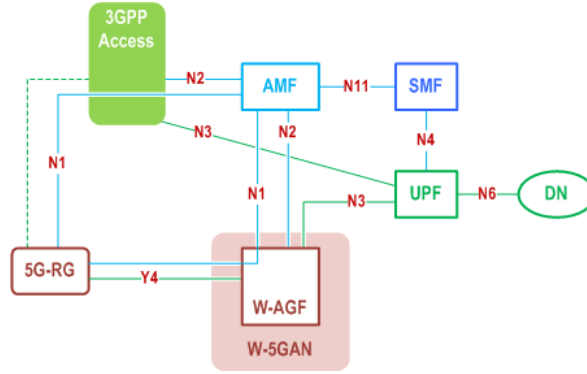 3GPP
Access
N2
AMF
N11
SMF
N1
N3
N2
N4
N1
N3
UPF
N6
DN
5G-RG
Y4
W-AGF
W-5GAN